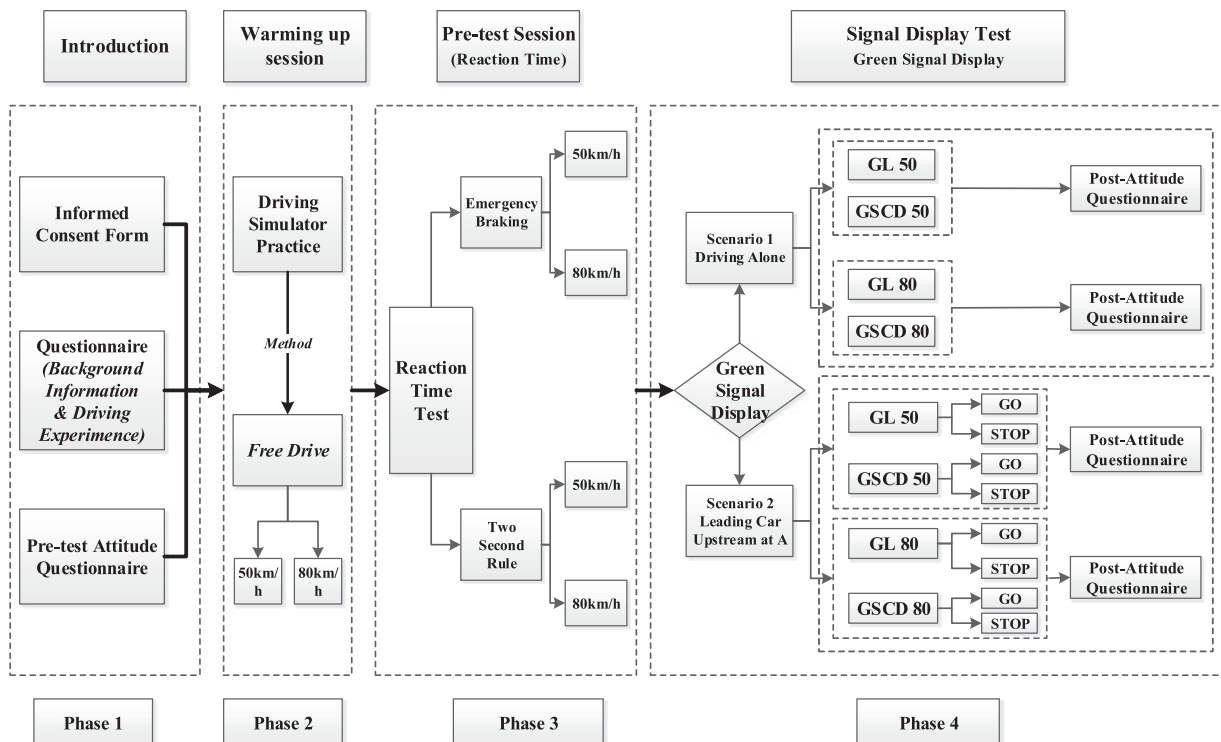 Introduction
Warming up
session
Pre-test Session
(Reaction Time)
Signal Display Test
Green Signal Display
Informed
Consent Form
Questionnaire
(Background
Information
& Driving
Experimence)
Pre-test Attitude
Questionnaire
Driving
Simulator
Practice
Method
Free Drive
50km/
h
80km/
h
Reaction
Time
Test
Emergency
Braking
50km/h
80km/h
Two
Second
Rule
50km/h
80km/h
Green
Signal
Display
Scenario 1
Driving Alone
GL 50
GSCD 50
Post-Attitude
Questionnaire
GL 80
GSCD 80
Post-Attitude
Questionnaire
Scenario 2
Leading Car
Upstream at A
GL 50
GO
STOP
GSCD 50
GO
STOP
Post-Attitude
Questionnaire
GL 80
GO
STOP
GSCD 80
GO
STOP
Post-Attitude
Questionnaire
Phase 1
Phase 2
Phase 3
Phase 4